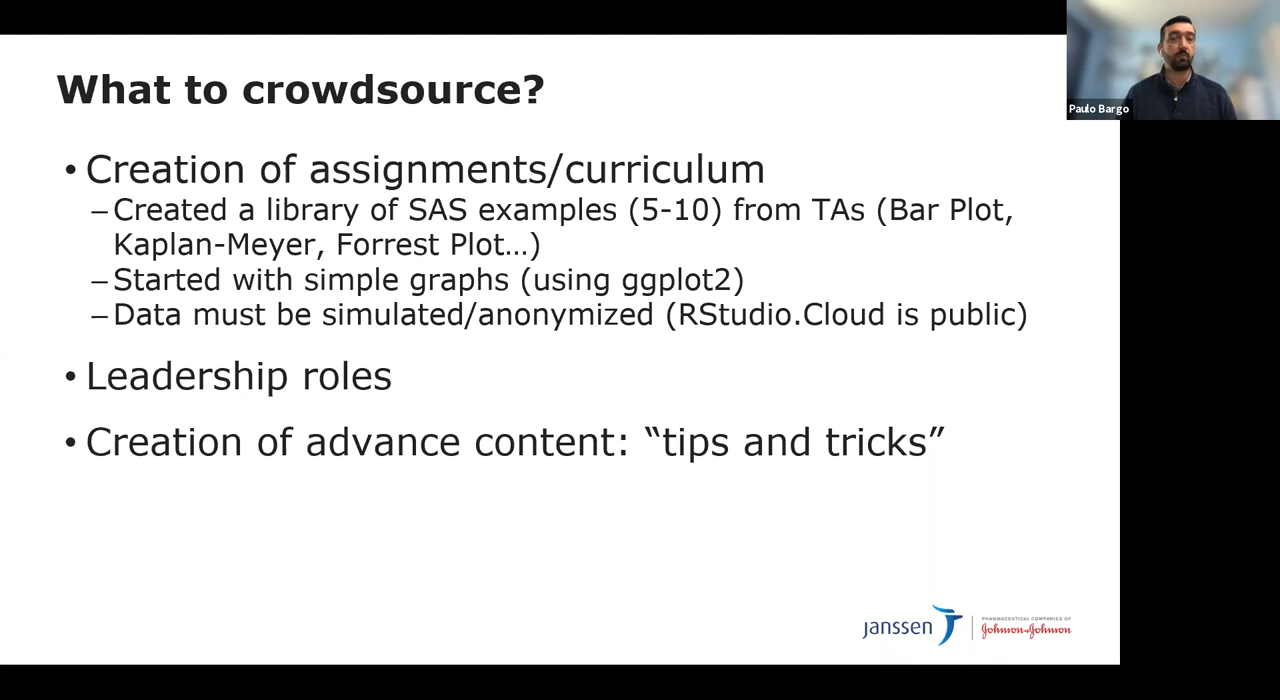 What to crowdsource?
• Creation of assignments/curriculum
– Created a library of SAS examples (5-10) from TAs (Bar Plot,
Kaplan-Meyer, Forrest Plot…)
– Started with simple graphs (using ggplot2)
– Data must be simulated/anonymized (RStudio.Cloud is public)
• Leadership roles
• Creation of advance content: “tips and tricks”
Paulo Bargo
janssen
PHARMACEUTICAL COMPANIES OF
Johnson & Johnson